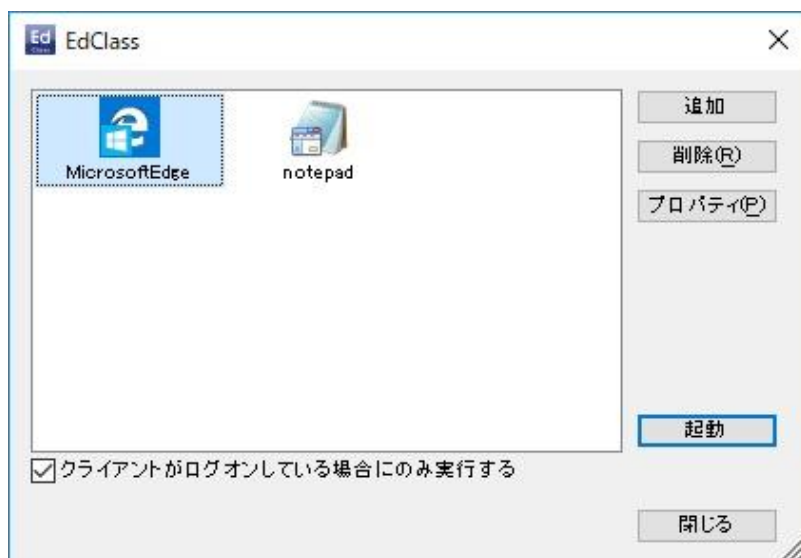 Ed
Class
EdClass
MicrosoftEdge
notepad
追加
削除(R)
プロパティ(P)
起動
クライアントがログオンしている場合にのみ実行する
閉じる